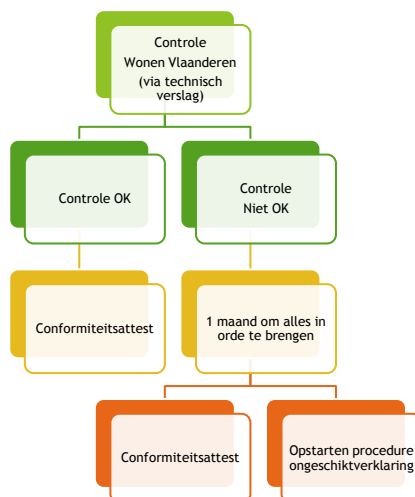 Controle
Wonen Vlaanderen
(via technisch
verslag)
Controle OK
Controle
Niet OK
Conformiteitsattest
1 maand om alles in
orde te brengen
Conformiteitsattest
Opstarten procedure
ongeschiktverklaring